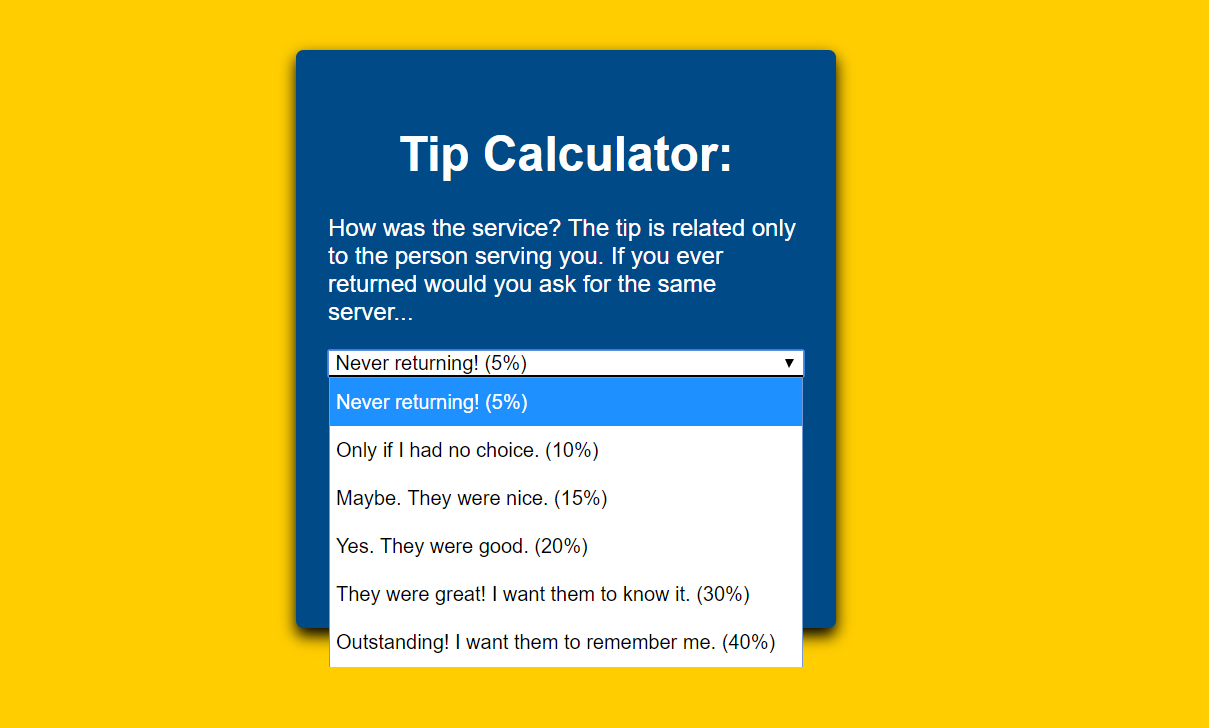 Tip Calculator:
How was the service? The tip is related only
to the person serving you. If you ever
returned would you ask for the same
server...
Never returning! (5%)
Never returning! (5%)
Only if I had no choice. (10%)
Maybe. They were nice. (15%)
Yes. They were good. (20%)
They were great! I want them to know it. (30%)
Outstanding! I want them to remember me. (40%)